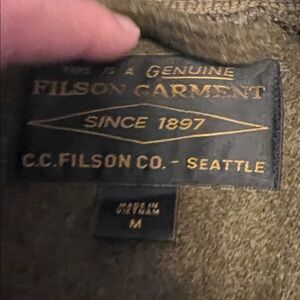 THIS IS A GENUINE
FILSON GARMENT
SINCE 1897
C.C.FILSON CO. - SEATTLE
MADE IN
VIETNAM
M